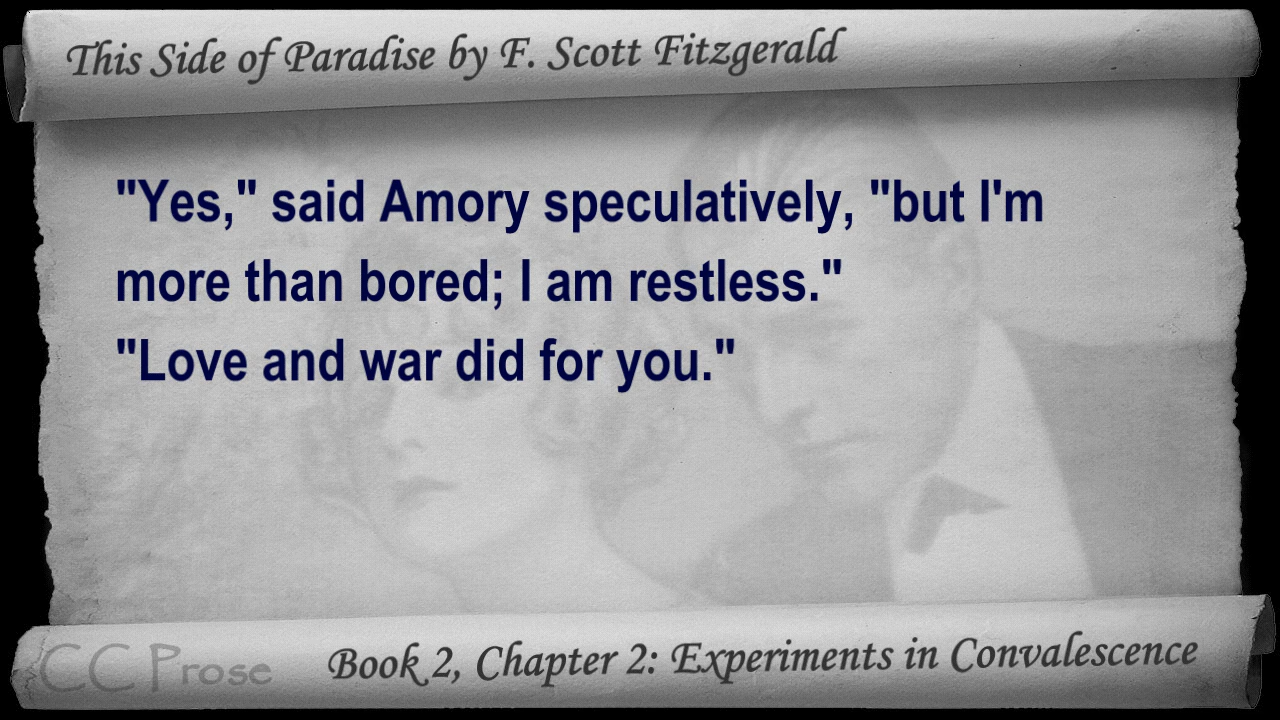 This Side of Paradise by F. Scott Fitzgerald
"Yes," said Amory speculatively, "but I'm
more than bored; I am restless."
"Love and war did for you."
CC Prose
Book 2, Chapter 2: Experiments in Convalescence